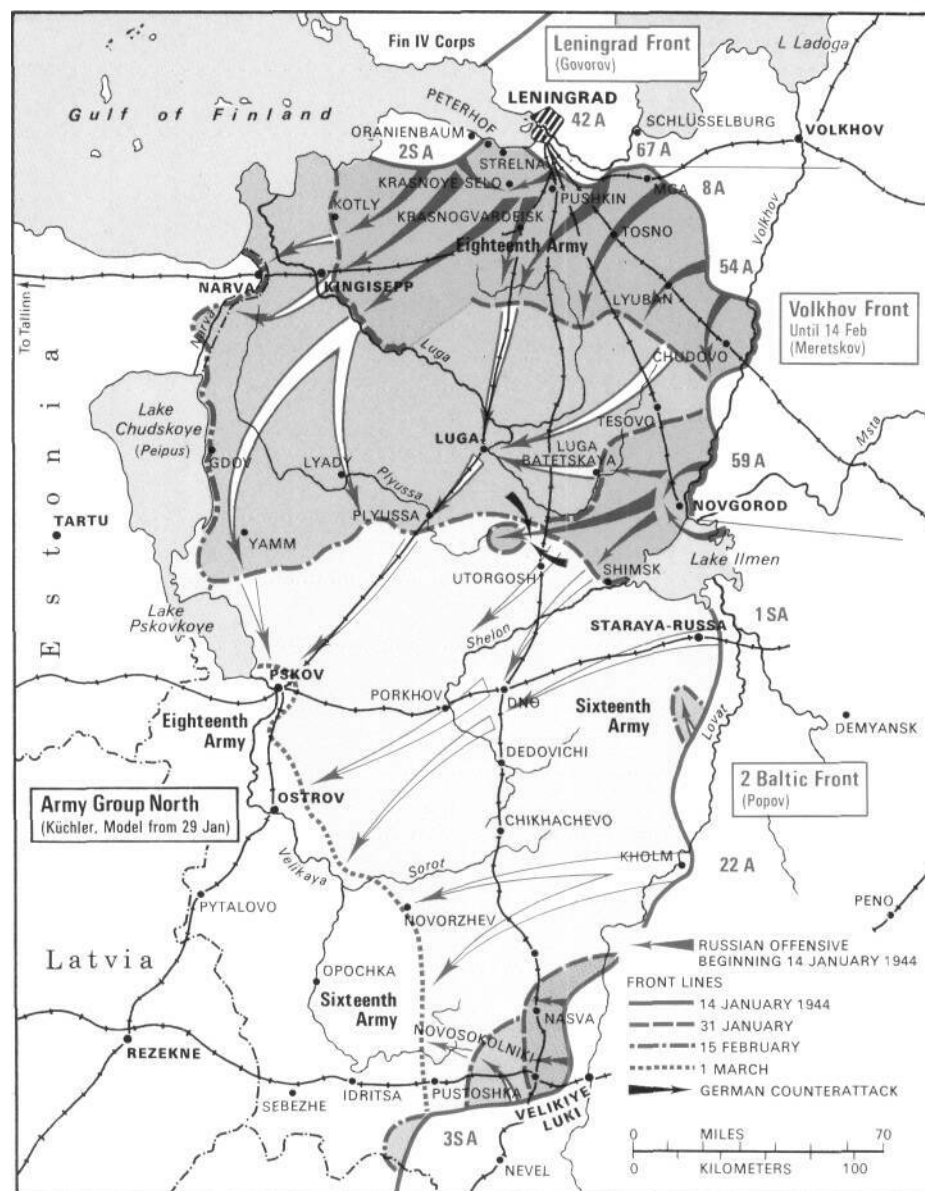 Fin IV Corps
Leningrad Front
(Govorov)
L Ladoga
Gulf of Finland
PETERHOF
LENINGRAD
42 A
SCHLÜSSELBURG
VOLKHOV
ORANIENBAUM
2S A
STRELNA
67 A
KRASNOYE SELO
PUSHKIN
MGA
8 A
KOTLY
KRASNOGVARDEISK
Eighteenth Army
TOSNO
Volkhov
54 A
NARVA
KINGISEPP
LYUBAN
To Tallinn
Narva
Luga
CHUDOVO
Volkhov Front
Until 14 Feb
(Meretskov)
Estonia
Lake
Chudskoye
(Peipus)
GDOV
LYADY
Plyussa
LUGA
LUGA
TESOVO
BATETSKAYA
Msta
59 A
PLYUSSA
NOVGOROD
TARTU
YAMM
UTORGOSH
SHIMSK
Lake Ilmen
Lake
Pskovkoye
Shelon
STARAYA-RUSSA
1 SA
PSKOV
PORKHOV
DNO
Eighteenth
Army
Sixteenth
Army
Lovat
DEMYANSK
DEDOVICHI
Army Group North
(Küchler, Model from 29 Jan)
OSTROV
2 Baltic Front
(Popov)
CHIKHACHEVO
Velikaya
Sorot
KHOLM
22 A
PYTALOVO
NOVORZHEV
PENO
Latvia
OPOCHKA
Sixteenth
Army
NASVA
NOVOSOKOLNIKI
REZEKNE
SEBEZHE
IDRITSA
PUSTOSHKA
VELIKIYE
LUKI
3S A
NEVEL
RUSSIAN OFFENSIVE
BEGINNING 14 JANUARY 1944
FRONT LINES
14 JANUARY 1944
31 JANUARY
15 FEBRUARY
1 MARCH
GERMAN COUNTERATTACK
0 MILES 70
0 KILOMETERS 100